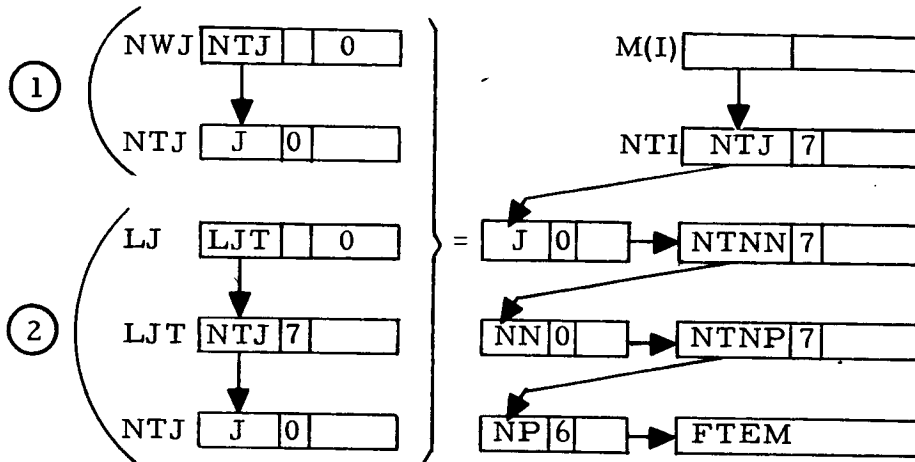 1 NWJ NTJ 0 M(I)
NTJ J 0 NTI NTJ 7
LJ LJT 0 = J 0 NTNN 7
2 LJT NTJ 7 NN 0 NTNP 7
NTJ J 0 NP 6 FTEM